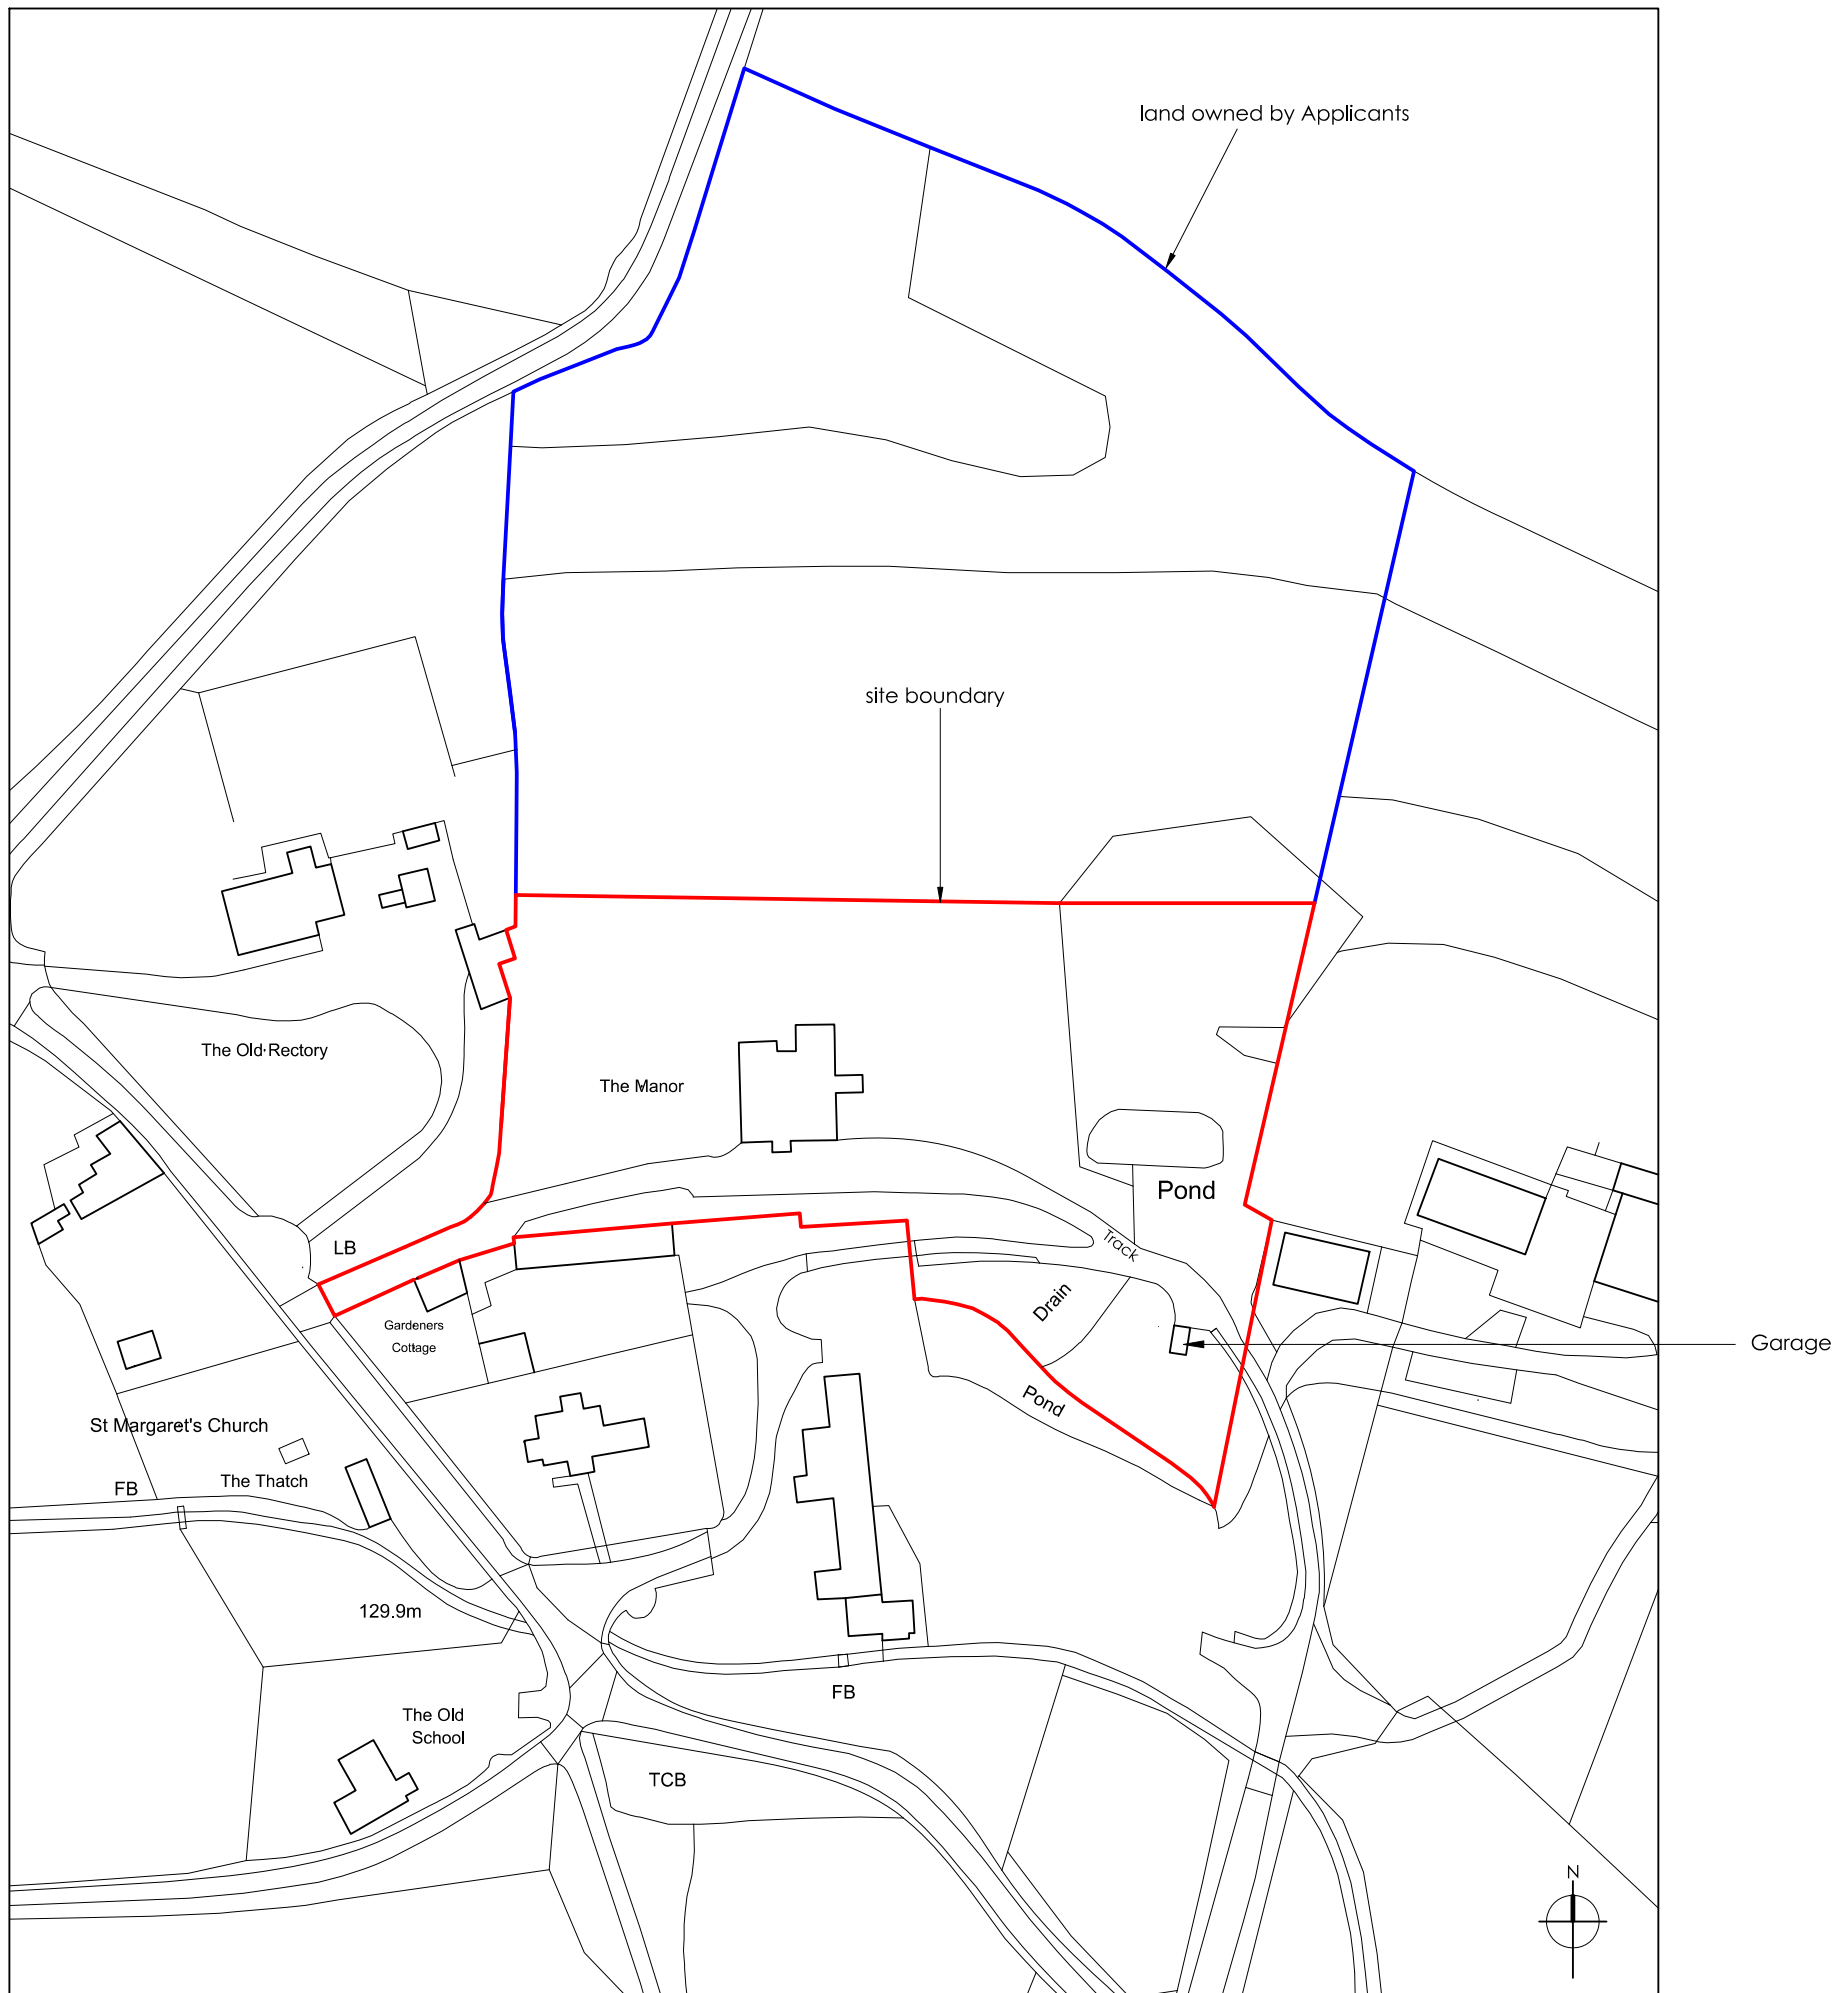 land owned by Applicants
site boundary
The Old Rectory
The Manor
Pond
LB
Track
Drain
Gardeners
Cottage
Garage
Pond
St Margaret's Church
The Thatch
FB
129.9m
FB
The Old
School
TCB
N